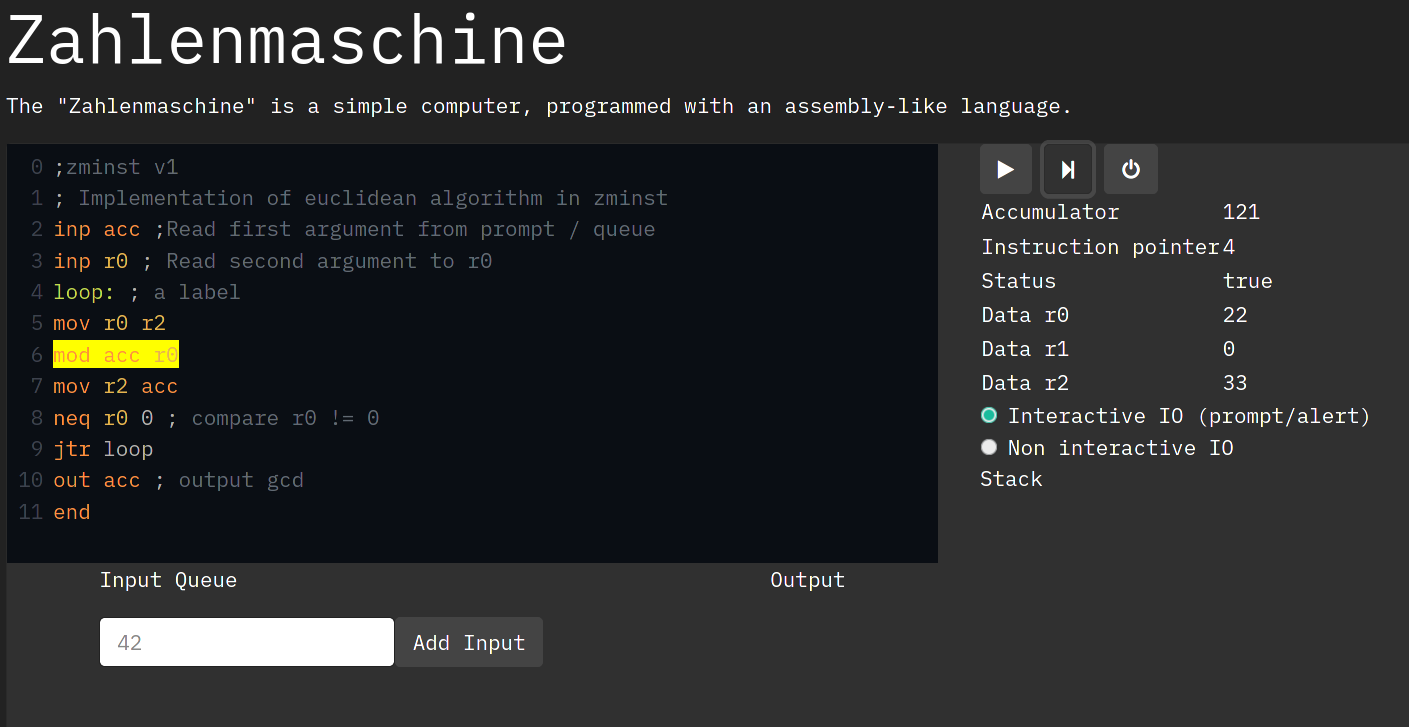 Zahlenmaschine
The "Zahlenmaschine" is a simple computer, programmed with an assembly-like language.
0 ;zminst v1
1 ; Implementation of euclidean algorithm in zminst
2 inp acc ;Read first argument from prompt / queue
3 inp r0 ; Read second argument to r0
4 loop: ; a label
5 mov r0 r2
6 mod acc r0
7 mov r2 acc
8 neq r0 0 ; compare r0 != 0
9 jtr loop
10 out acc ; output gcd
11 end
Accumulator 121
Instruction pointer 4
Status true
Data r0 22
Data r1 0
Data r2 33
Interactive IO (prompt/alert)
Non interactive IO
Stack
Input Queue
Output
42
Add Input